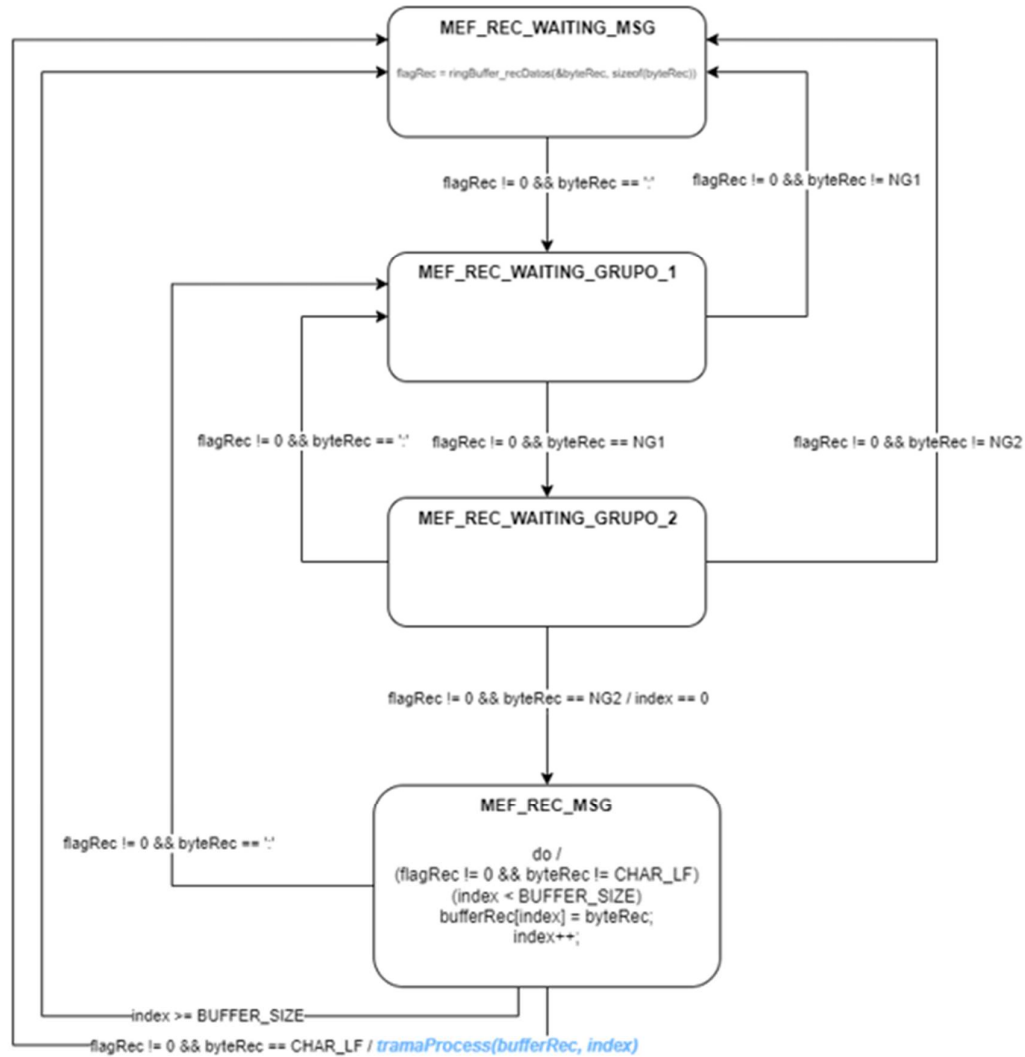 MEF_REC_WAITING_MSG
flagRec = ringBuffer_recDatos(&byteRec, sizeof(byteRec))
flagRec != 0 && byteRec == ':'
flagRec != 0 && byteRec != NG1
MEF_REC_WAITING_GRUPO_1
flagRec != 0 && byteRec == ':'
flagRec != 0 && byteRec == NG1
flagRec != 0 && byteRec != NG2
MEF_REC_WAITING_GRUPO_2
flagRec != 0 && byteRec == NG2 / index == 0
MEF_REC_MSG
flagRec != 0 && byteRec == ':'
do /
(flagRec != 0 && byteRec != CHAR_LF)
(index < BUFFER_SIZE)
bufferRec[index] = byteRec;
index++;
index >= BUFFER_SIZE
flagRec != 0 && byteRec == CHAR_LF / tramaProcess(bufferRec, index)